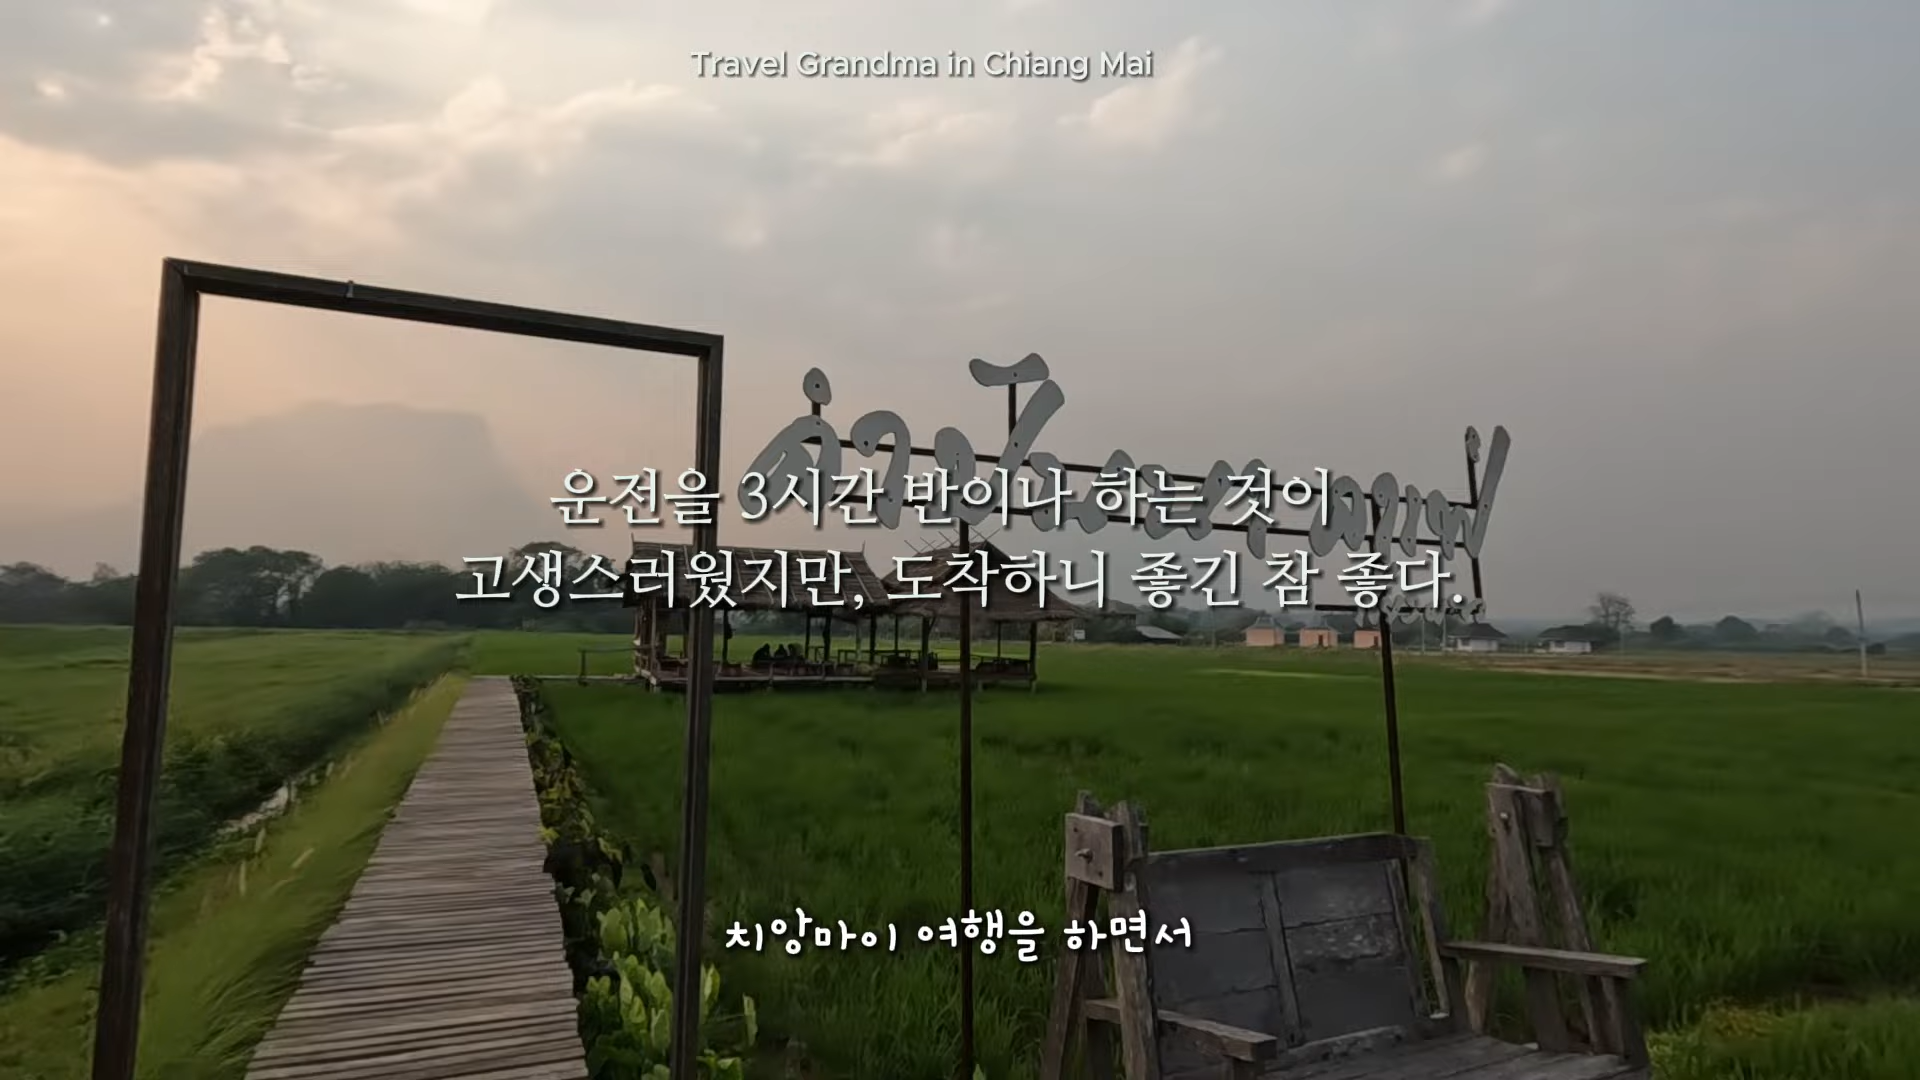 Travel Grandma in Chiang Mai
운전을 3시간 반이나 하는 것이
고생스러웠지만, 도착하니 좋긴 참 좋다.
치앙마이 여행을 하면서